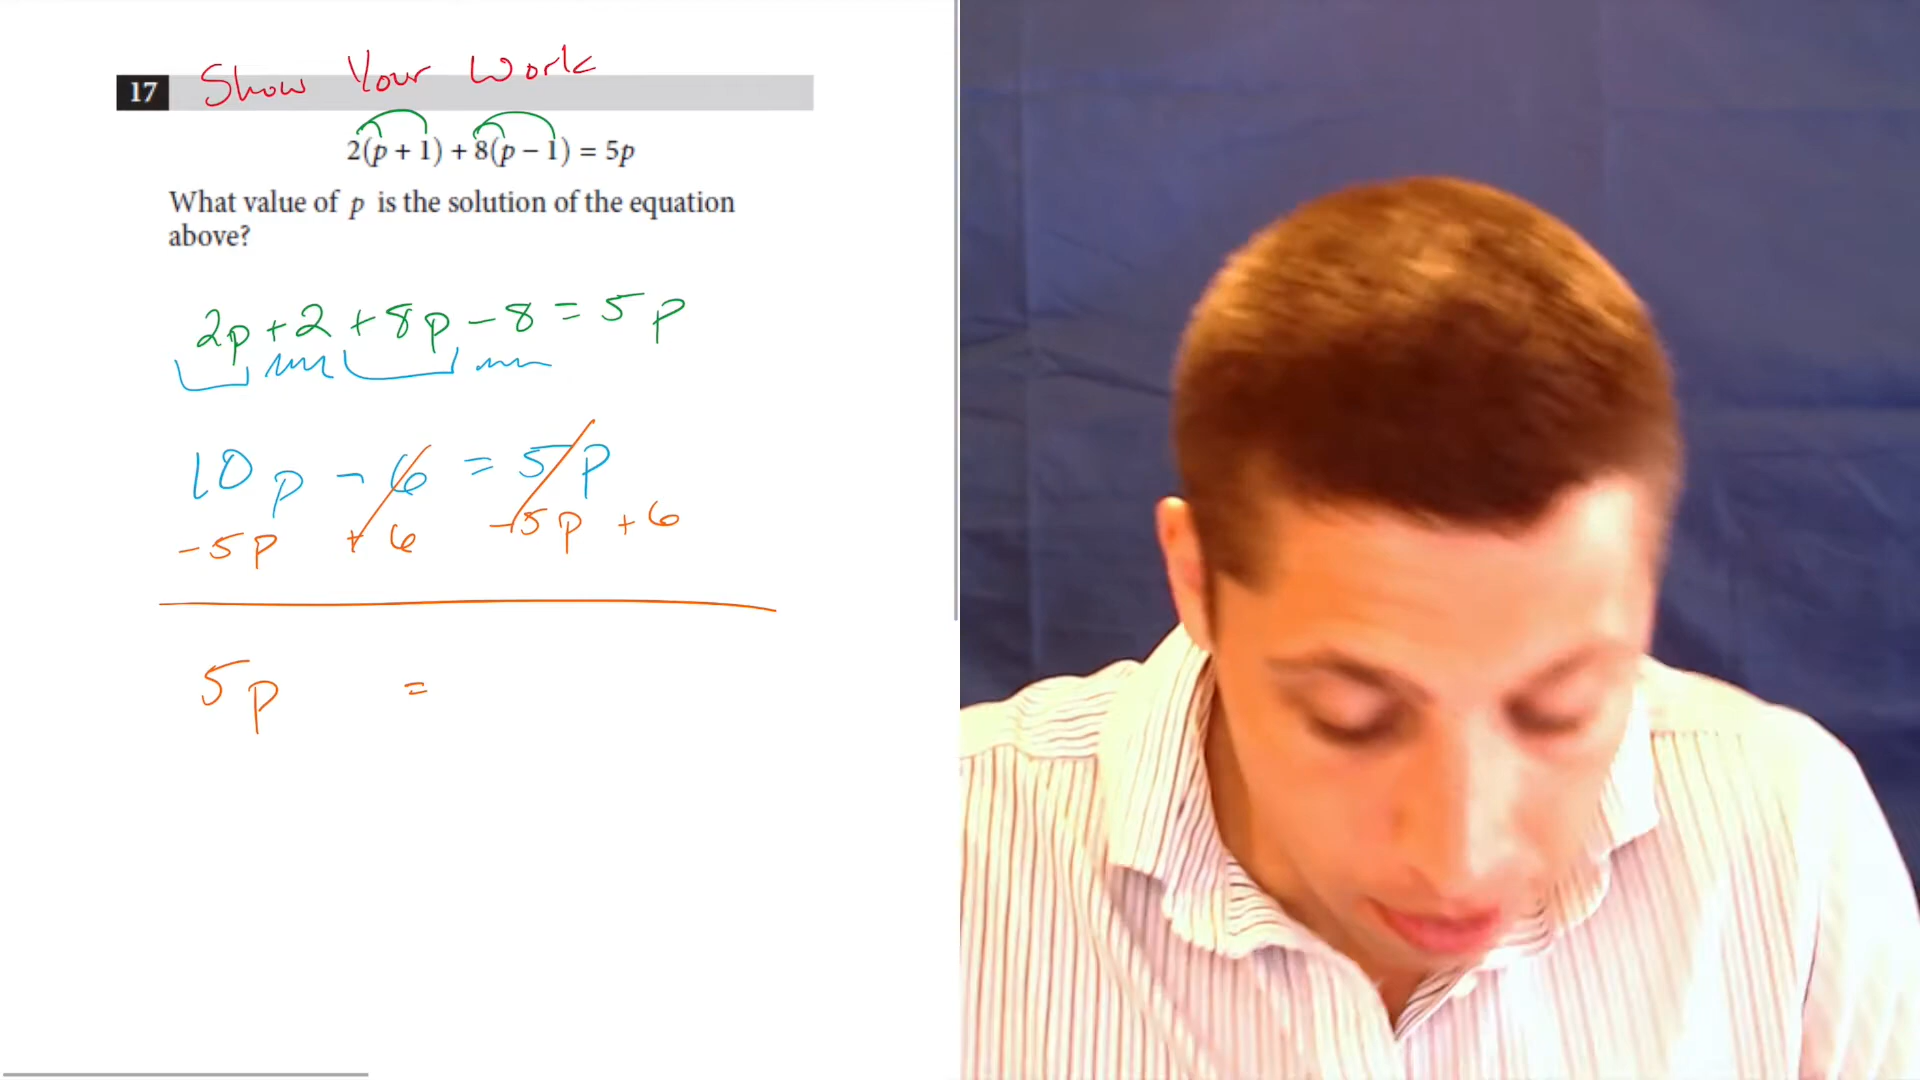 17 Show Your Work
2(p + 1) + 8(p − 1) = 5p
What value of p is the solution of the equation
above?
2p + 2 + 8p − 8 = 5p
10p − 6 = 5p
−5p + 6 −5p + 6
5p =